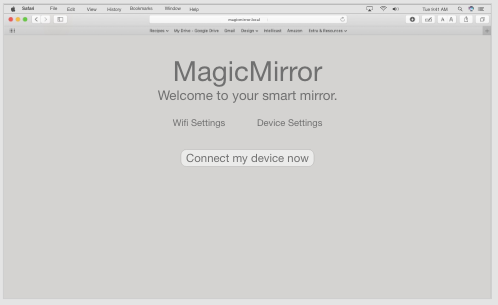 Safari File Edit View History Bookmarks Window Help Tue 9:41 AM
magicmirror.local
Recipes My Drive - Google Drive Gmail Design Amazon Extra & Resources
MagicMirror
Welcome to your smart mirror.
Wifi Settings Device Settings
Connect my device now